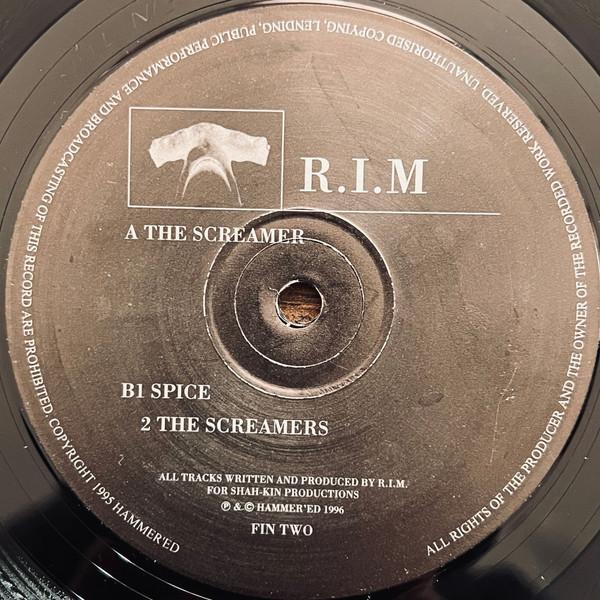 R.I.M
A THE SCREAMER
B1 SPICE
2 THE SCREAMERS
ALL TRACKS WRITTEN AND PRODUCED BY R.I.M.
FOR SHAH-KIN PRODUCTIONS
℗ & © HAMMER'ED 1996
FIN TWO
ALL RIGHTS OF THE PRODUCER AND THE OWNER OF THE RECORDED WORK RESERVED. UNAUTHORISED COPYING, LENDING, PUBLIC PERFORMANCE AND BROADCASTING OF THIS RECORD ARE PROHIBITED. COPYRIGHT 1995 HAMMER'ED